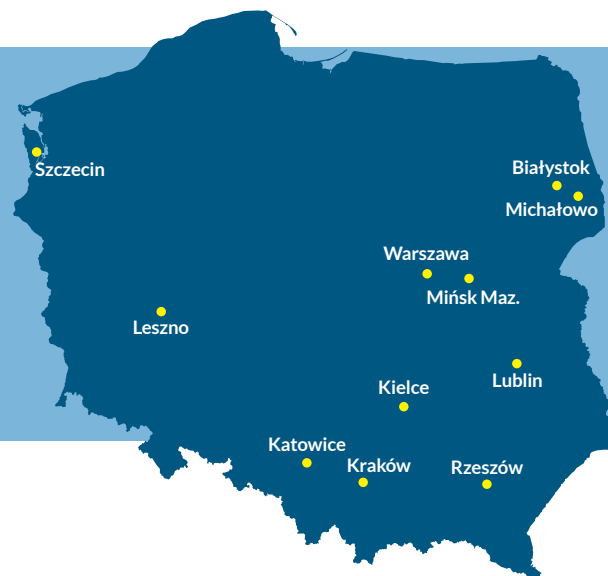 Szczecin
Białystok
Michałowo
Warszawa
Mińsk Maz.
Leszno
Lublin
Kielce
Katowice
Kraków
Rzeszów